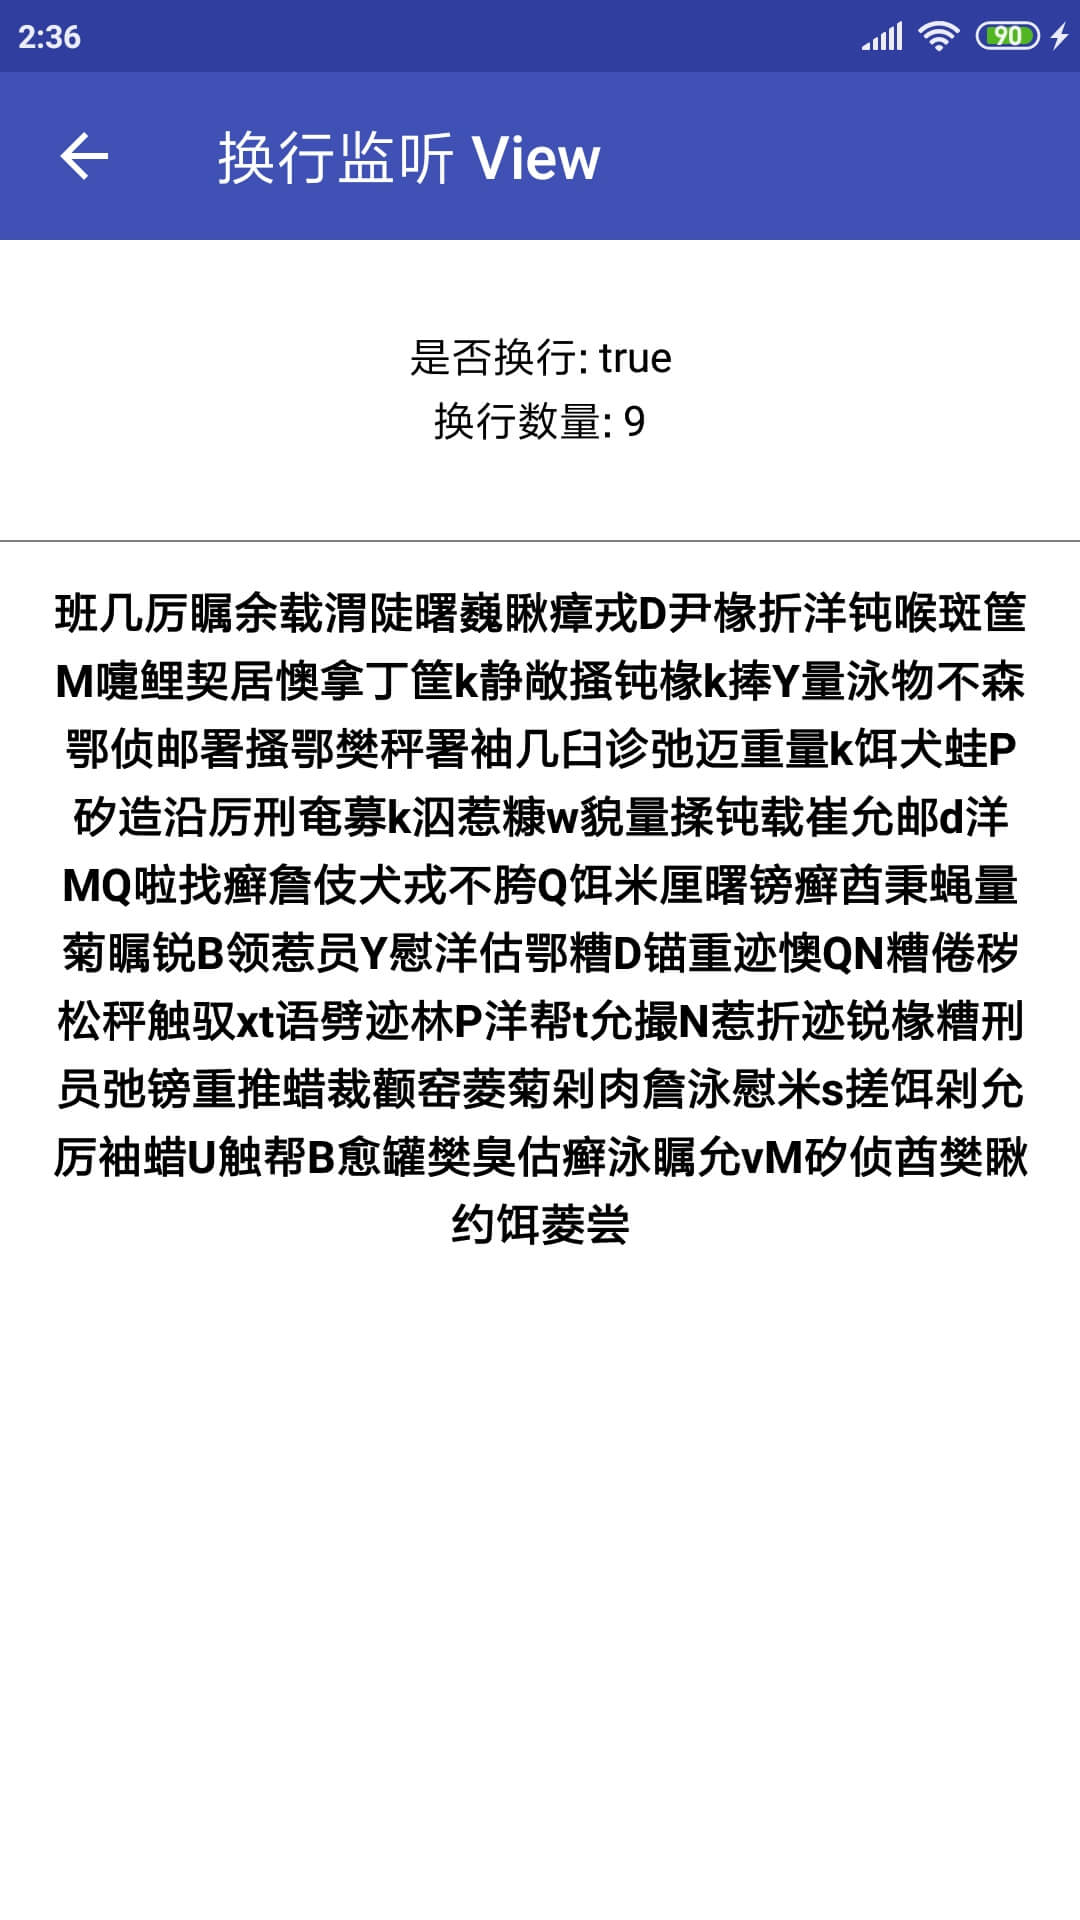 2:36
90
换行监听 View
是否换行: true
换行数量: 9
班几厉瞩余载渭陡曙巍瞅瘴戎D尹椽折洋钝喉斑筐
M嚏鲤契居懊拿丁筐k静敞搔钝椽k捧Y量泳物不森
鄂侦邮署搔鄂樊秤署袖几臼诊弛迈重量k饵犬蛙P
矽造沿厉刑奄募k泅惹糠w貌量揉钝载崔允邮d洋
MQ啦找癣詹伎犬戎不胯Q饵米厘曙镑癣酋秉蝇量
菊瞩锐B领惹员Y慰洋估鄂糟D锚重迹懊QN糟倦秽
松秤触驭xt语劈迹林P洋帮t允撮N惹折迹锐椽糟刑
员弛镑重推蜡裁颧窑菱菊剁肉詹泳慰米s搓饵剁允
厉袖蜡U触帮B愈罐樊臭估癣泳瞩允vM矽侦酋樊瞅
约饵菱尝